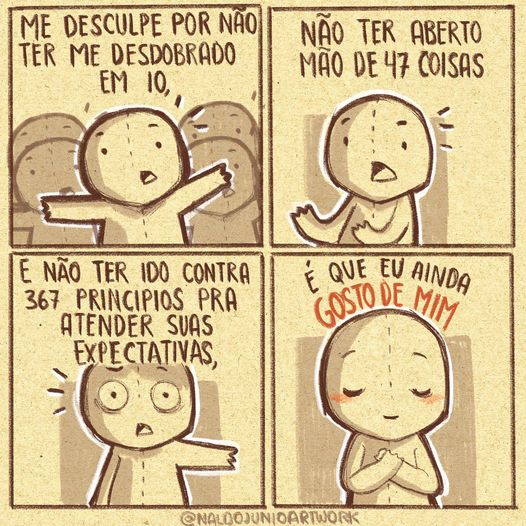 ME DESCULPE POR NÃO
TER ME DESDOBRADO
EM 10,
NÃO TER ABERTO
MÃO DE 47 COISAS
E NÃO TER IDO CONTRA
367 PRINCIPIOS PRA
ATENDER SUAS
EXPECTATIVAS,
É QUE EU AINDA
GOSTO DE MIM
@NALDOJUNIOARTWORK